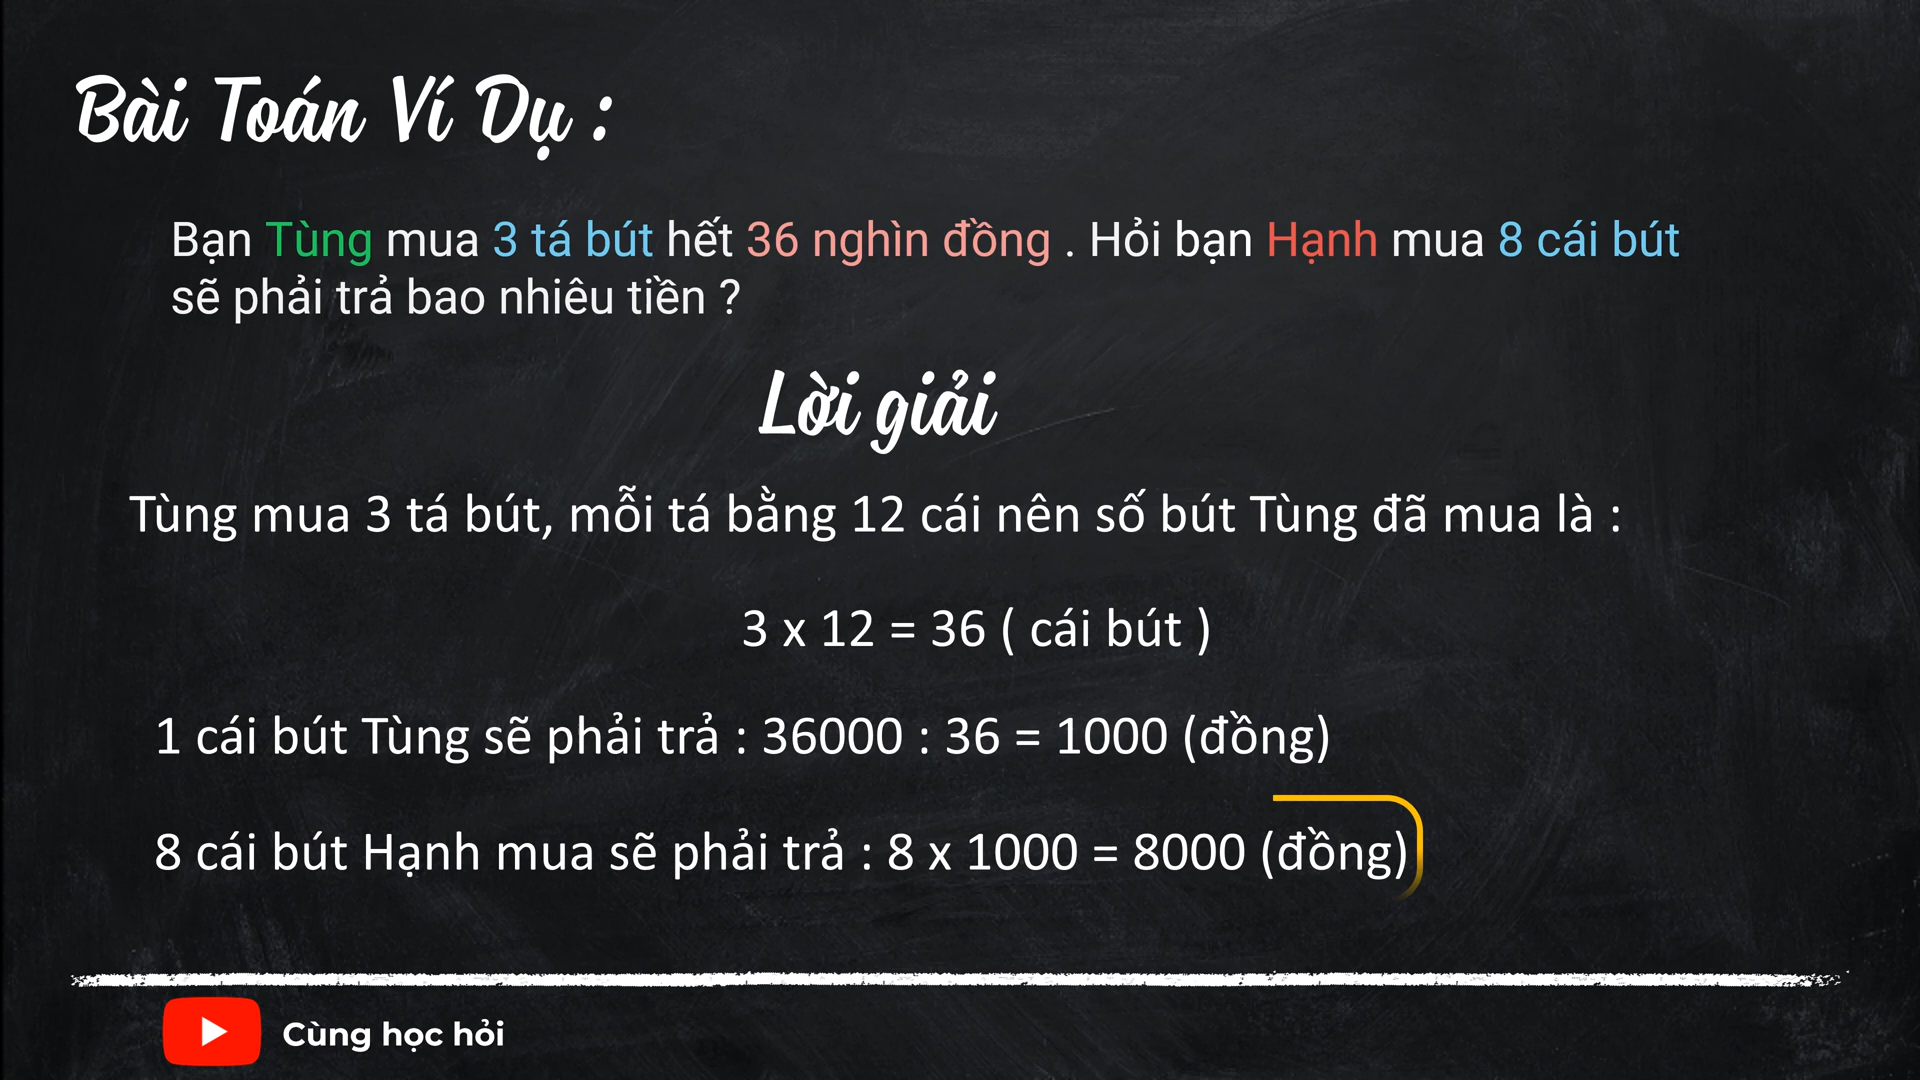 Bài Toán Ví Dụ :
Bạn Tùng mua 3 tá bút hết 36 nghìn đồng . Hỏi bạn Hạnh mua 8 cái bút
sẽ phải trả bao nhiêu tiền ?
Lời giải
Tùng mua 3 tá bút, mỗi tá bằng 12 cái nên số bút Tùng đã mua là :
3 x 12 = 36 ( cái bút )
1 cái bút Tùng sẽ phải trả : 36000 : 36 = 1000 (đồng)
8 cái bút Hạnh mua sẽ phải trả : 8 x 1000 = 8000 (đồng)
Cùng học hỏi